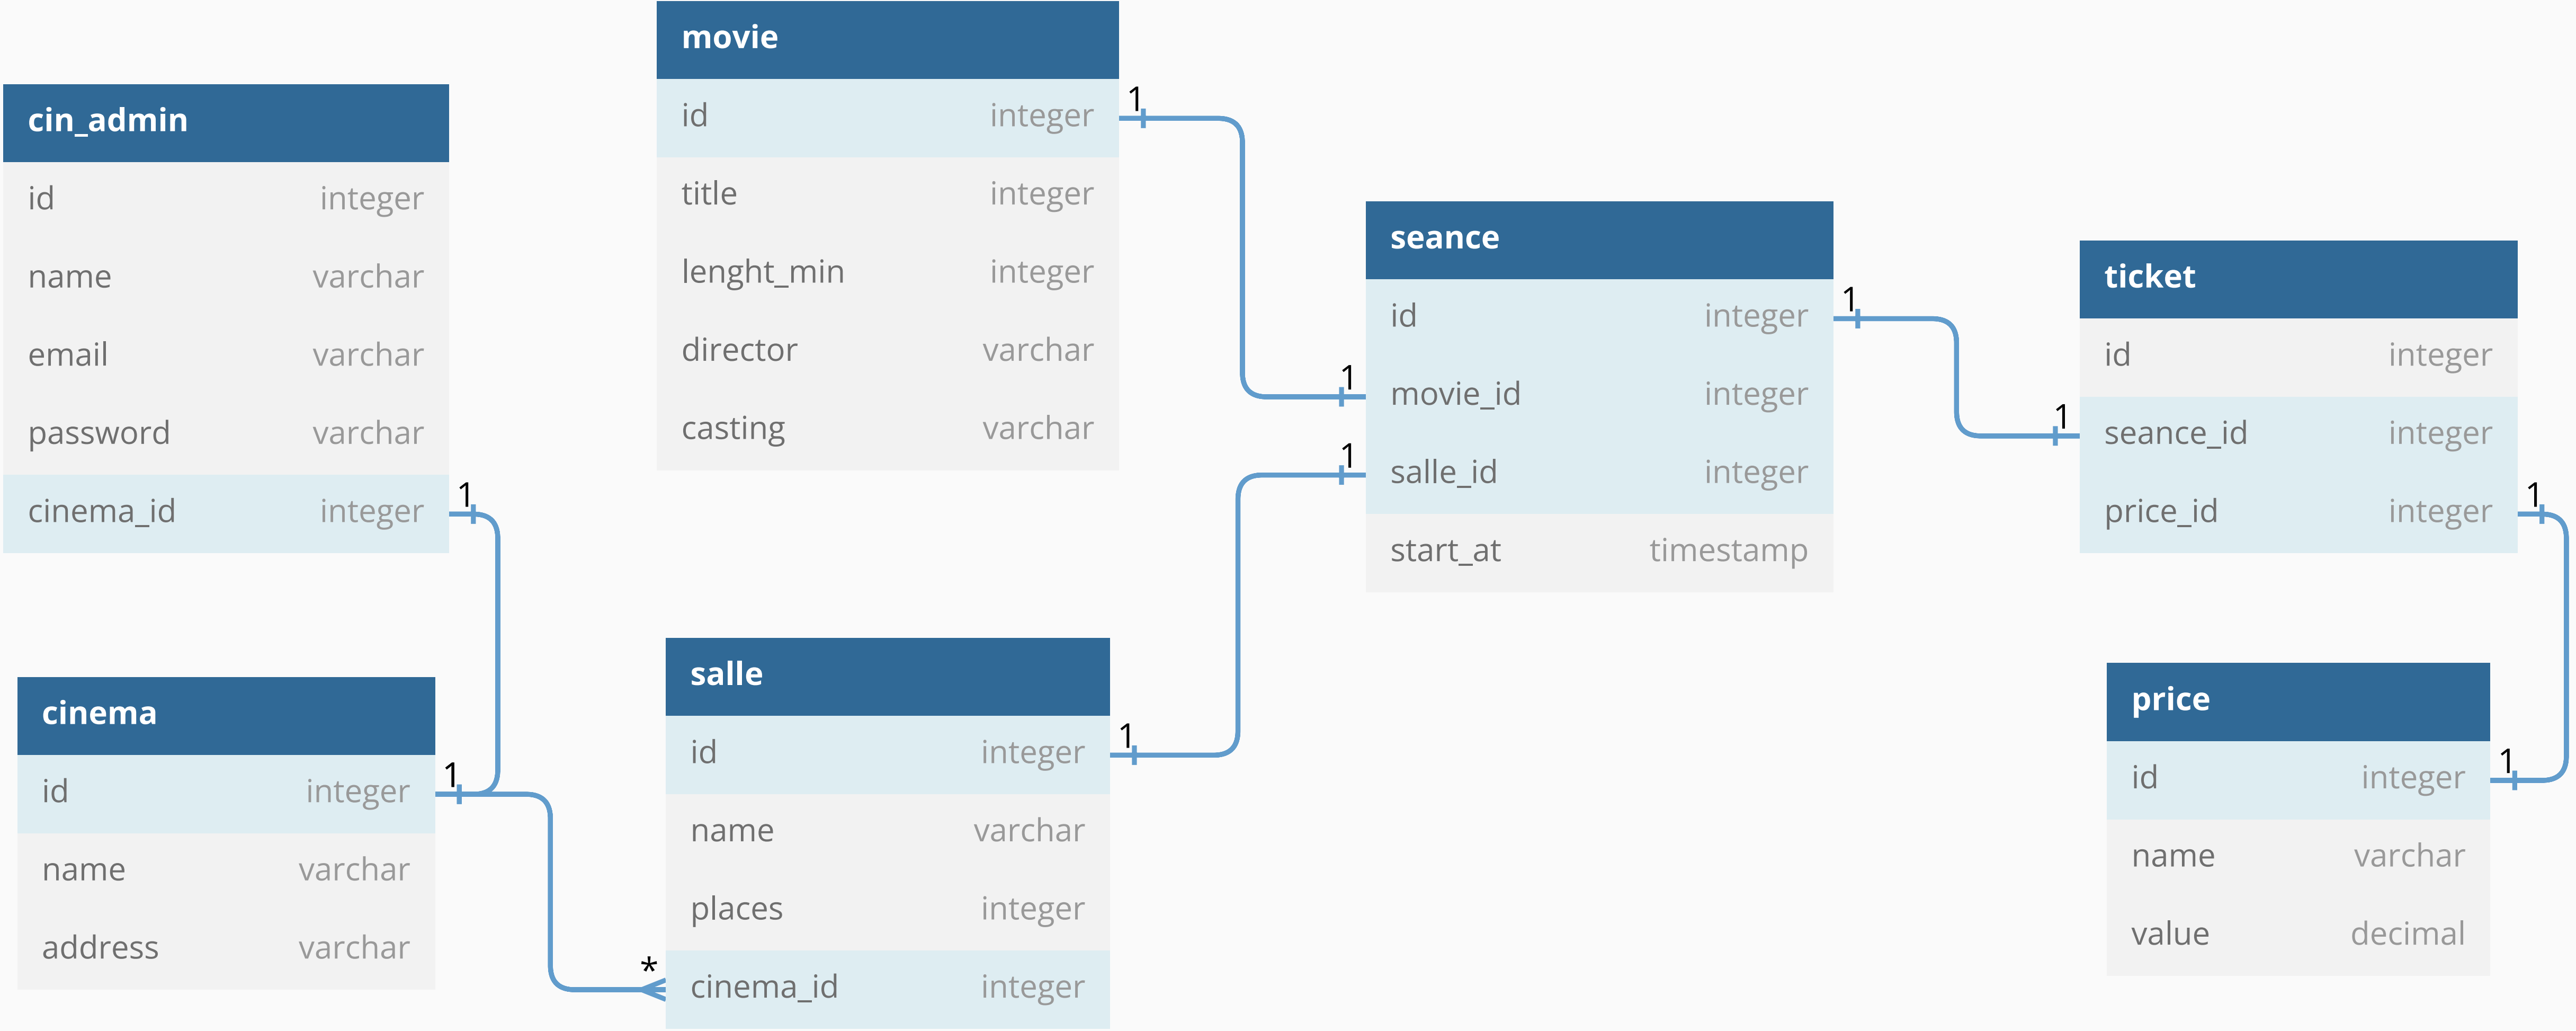 cin_admin
id integer
name varchar
email varchar
password varchar
cinema_id integer
1
cinema
id integer
1
name varchar
address varchar
movie
id integer
1
title integer
lenght_min integer
director varchar
casting varchar
salle
id integer
1
name varchar
places integer
*
cinema_id integer
seance
id integer
1
1
movie_id integer
1
salle_id integer
start_at timestamp
ticket
id integer
1
seance_id integer
price_id integer
1
price
id integer
1
name varchar
value decimal